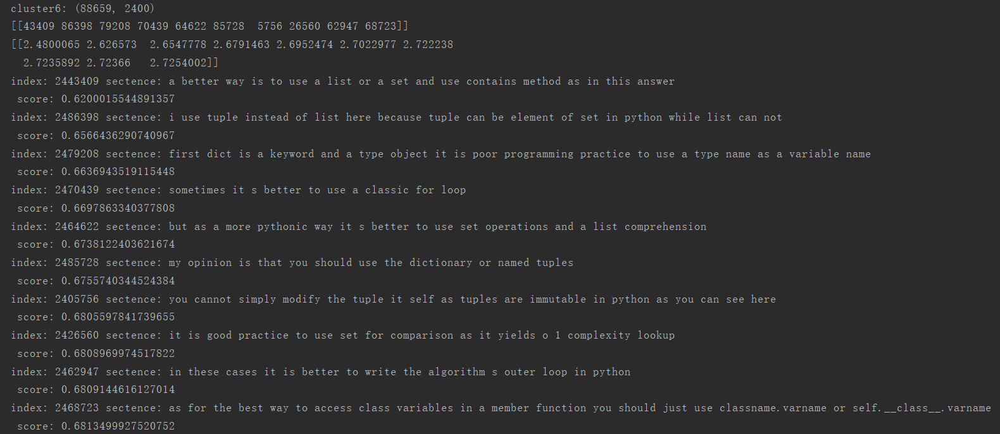 cluster6: (88659, 2400)
[[43409 86398 79208 70439 64622 85728  5756 26560 62947 68723]]
[[2.4800065 2.626573  2.6547778 2.6791463 2.6952474 2.7022977 2.722238
  2.7235892 2.72366   2.7254002]]
index: 2443409 sectence: a better way is to use a list or a set and use contains method as in this answer
 score: 0.6200015544891357
index: 2486398 sectence: i use tuple instead of list here because tuple can be element of set in python while list can not
 score: 0.6566436290740967
index: 2479208 sectence: first dict is a keyword and a type object it is poor programming practice to use a type name as a variable name
 score: 0.6636943519115448
index: 2470439 sectence: sometimes it s better to use a classic for loop
 score: 0.6697863340377808
index: 2464622 sectence: but as a more pythonic way it s better to use set operations and a list comprehension
 score: 0.6738122403621674
index: 2485728 sectence: my opinion is that you should use the dictionary or named tuples
 score: 0.6755740344524384
index: 2405756 sectence: you cannot simply modify the tuple it self as tuples are immutable in python as you can see here
 score: 0.6805597841739655
index: 2426560 sectence: it is good practice to use set for comparison as it yields o 1 complexity lookup
 score: 0.6808969974517822
index: 2462947 sectence: in these cases it is better to write the algorithm s outer loop in python
 score: 0.6809144616127014
index: 2468723 sectence: as for the best way to access class variables in a member function you should just use classname.varname or self.__class__.varname
 score: 0.6813499927520752